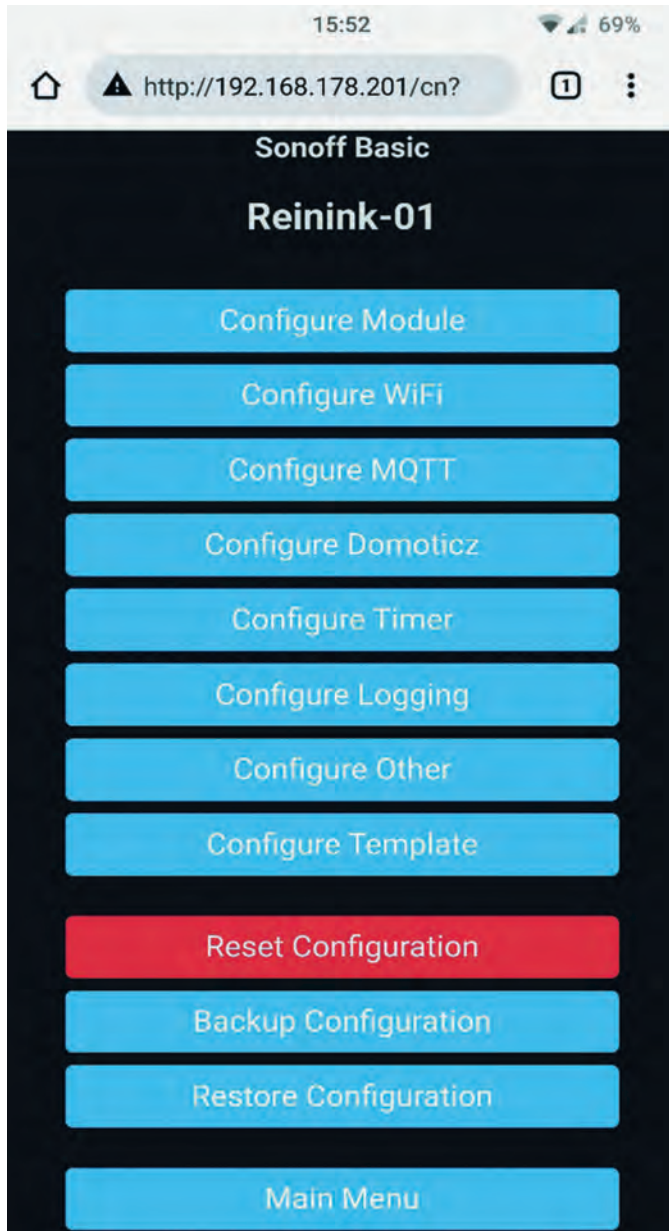 15:52
69%
http://192.168.178.201/cn?
1
Sonoff Basic
Reinink-01
Configure Module
Configure WiFi
Configure MQTT
Configure Domoticz
Configure Timer
Configure Logging
Configure Other
Configure Template
Reset Configuration
Backup Configuration
Restore Configuration
Main Menu